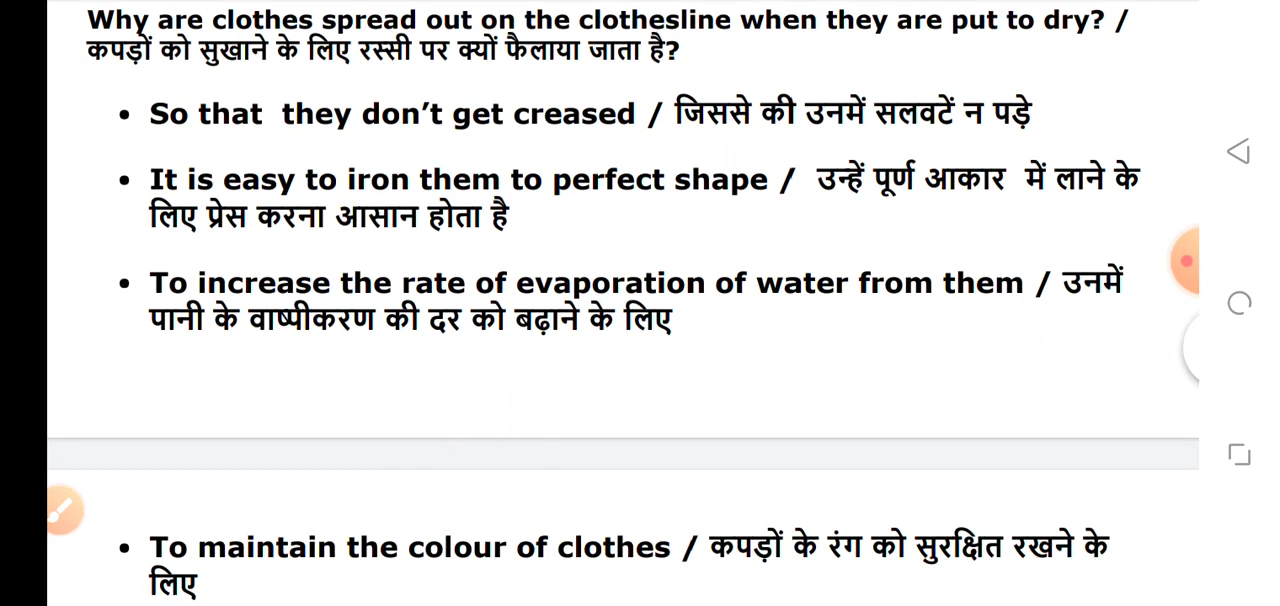 Why are clothes spread out on the clothesline when they are put to dry? /
कपड़ों को सुखाने के लिए रस्सी पर क्यों फैलाया जाता है?
• So that they don’t get creased / जिससे की उनमें सलवटें न पड़े
• It is easy to iron them to perfect shape / उन्हें पूर्ण आकार में लाने के
लिए प्रेस करना आसान होता है
• To increase the rate of evaporation of water from them / उनमें
पानी के वाष्पीकरण की दर को बढ़ाने के लिए
• To maintain the colour of clothes / कपड़ों के रंग को सुरक्षित रखने के
लिए